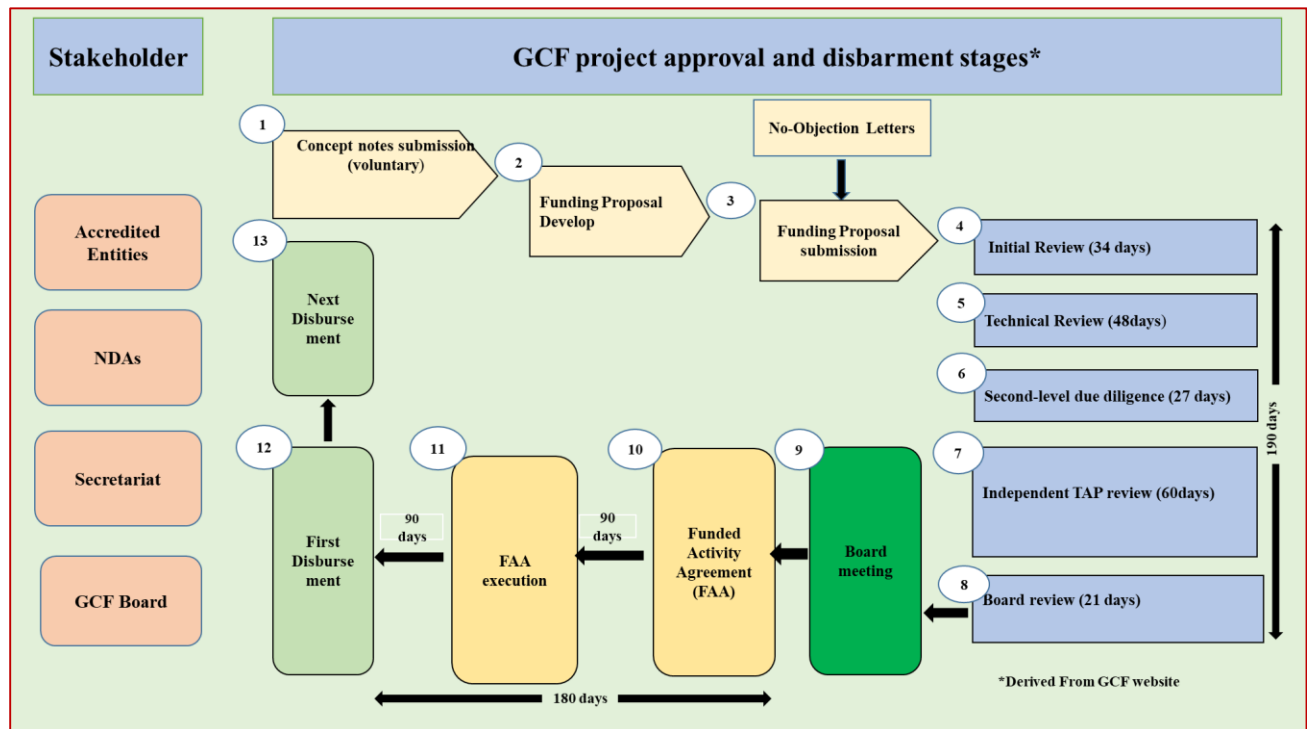 Stakeholder
GCF project approval and disbarment stages*
1
Concept notes submission
(voluntary)
2
Funding Proposal
Develop
3
No-Objection Letters
Funding Proposal
submission
4
Initial Review (34 days)
5
Technical Review (48days)
6
Second-level due diligence (27 days)
7
Independent TAP review (60days)
8
Board review (21 days)
190 days
Accredited
Entities
NDAs
Secretariat
GCF Board
13
Next
Disburse
ment
12
First
Disburse
ment
90
days
11
FAA
execution
90
days
10
Funded
Activity
Agreement
(FAA)
9
Board
meeting
180 days
*Derived From GCF website